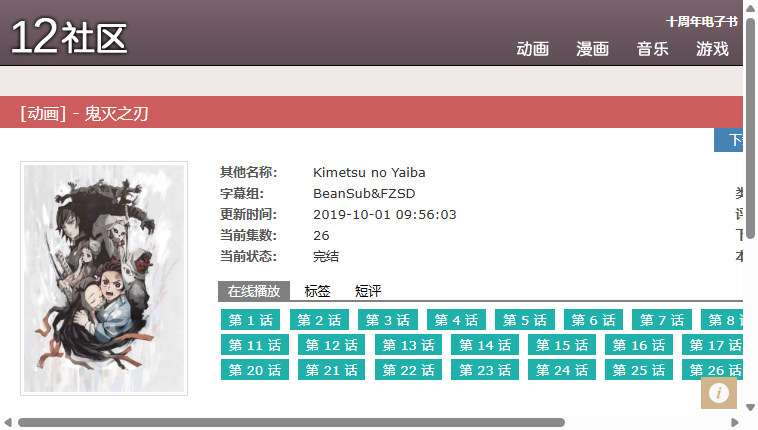 12社区
十周年电子书
动画 漫画 音乐 游戏
[动画] - 鬼灭之刃
其他名称: Kimetsu no Yaiba
字幕组: BeanSub&FZSD
更新时间: 2019-10-01 09:56:03
当前集数: 26
当前状态: 完结
在线播放 标签 短评
第 1 话 第 2 话 第 3 话 第 4 话 第 5 话 第 6 话 第 7 话 第 8
第 11 话 第 12 话 第 13 话 第 14 话 第 15 话 第 16 话 第 17 话
第 20 话 第 21 话 第 22 话 第 23 话 第 24 话 第 25 话 第 26 话